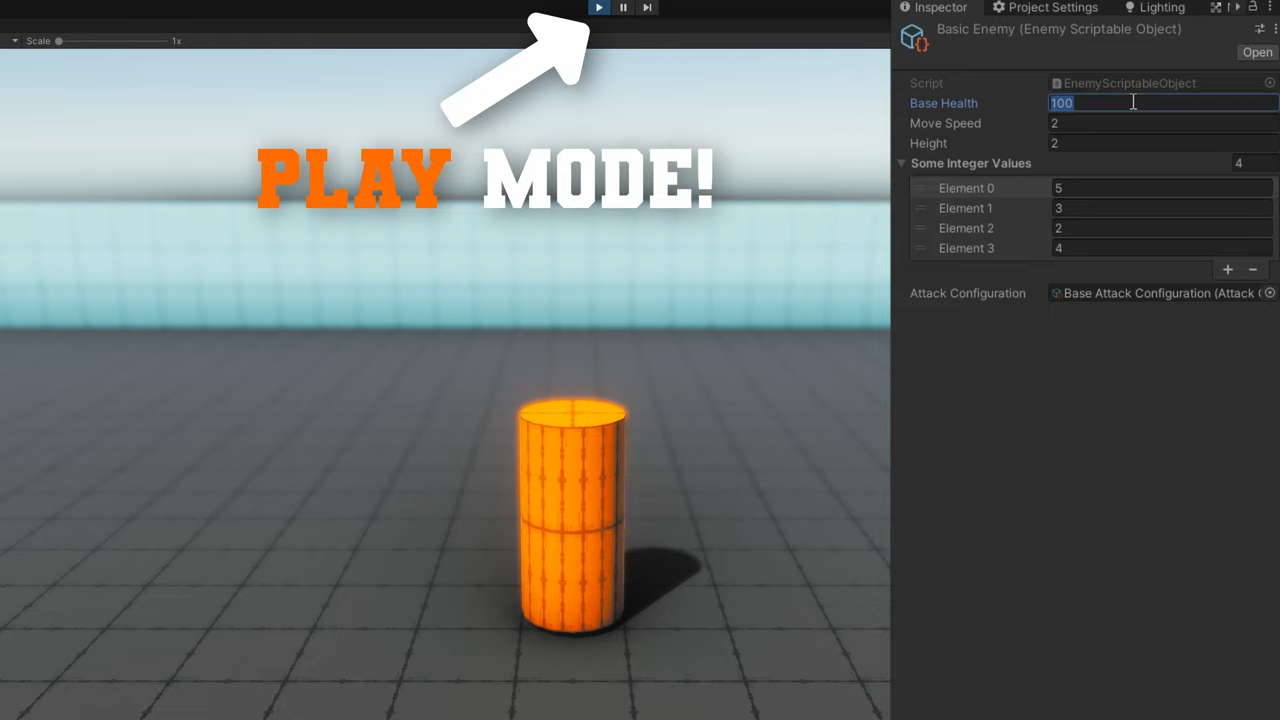 Inspector
Project Settings
Lighting
Basic Enemy (Enemy Scriptable Object)
Open
Scale 1x
PLAY MODE!
Script EnemyScriptableObject
Base Health 100
Move Speed 2
Height 2
Some Integer Values 4
Element 0 5
Element 1 3
Element 2 2
Element 3 4
Attack Configuration Base Attack Configuration (Attack